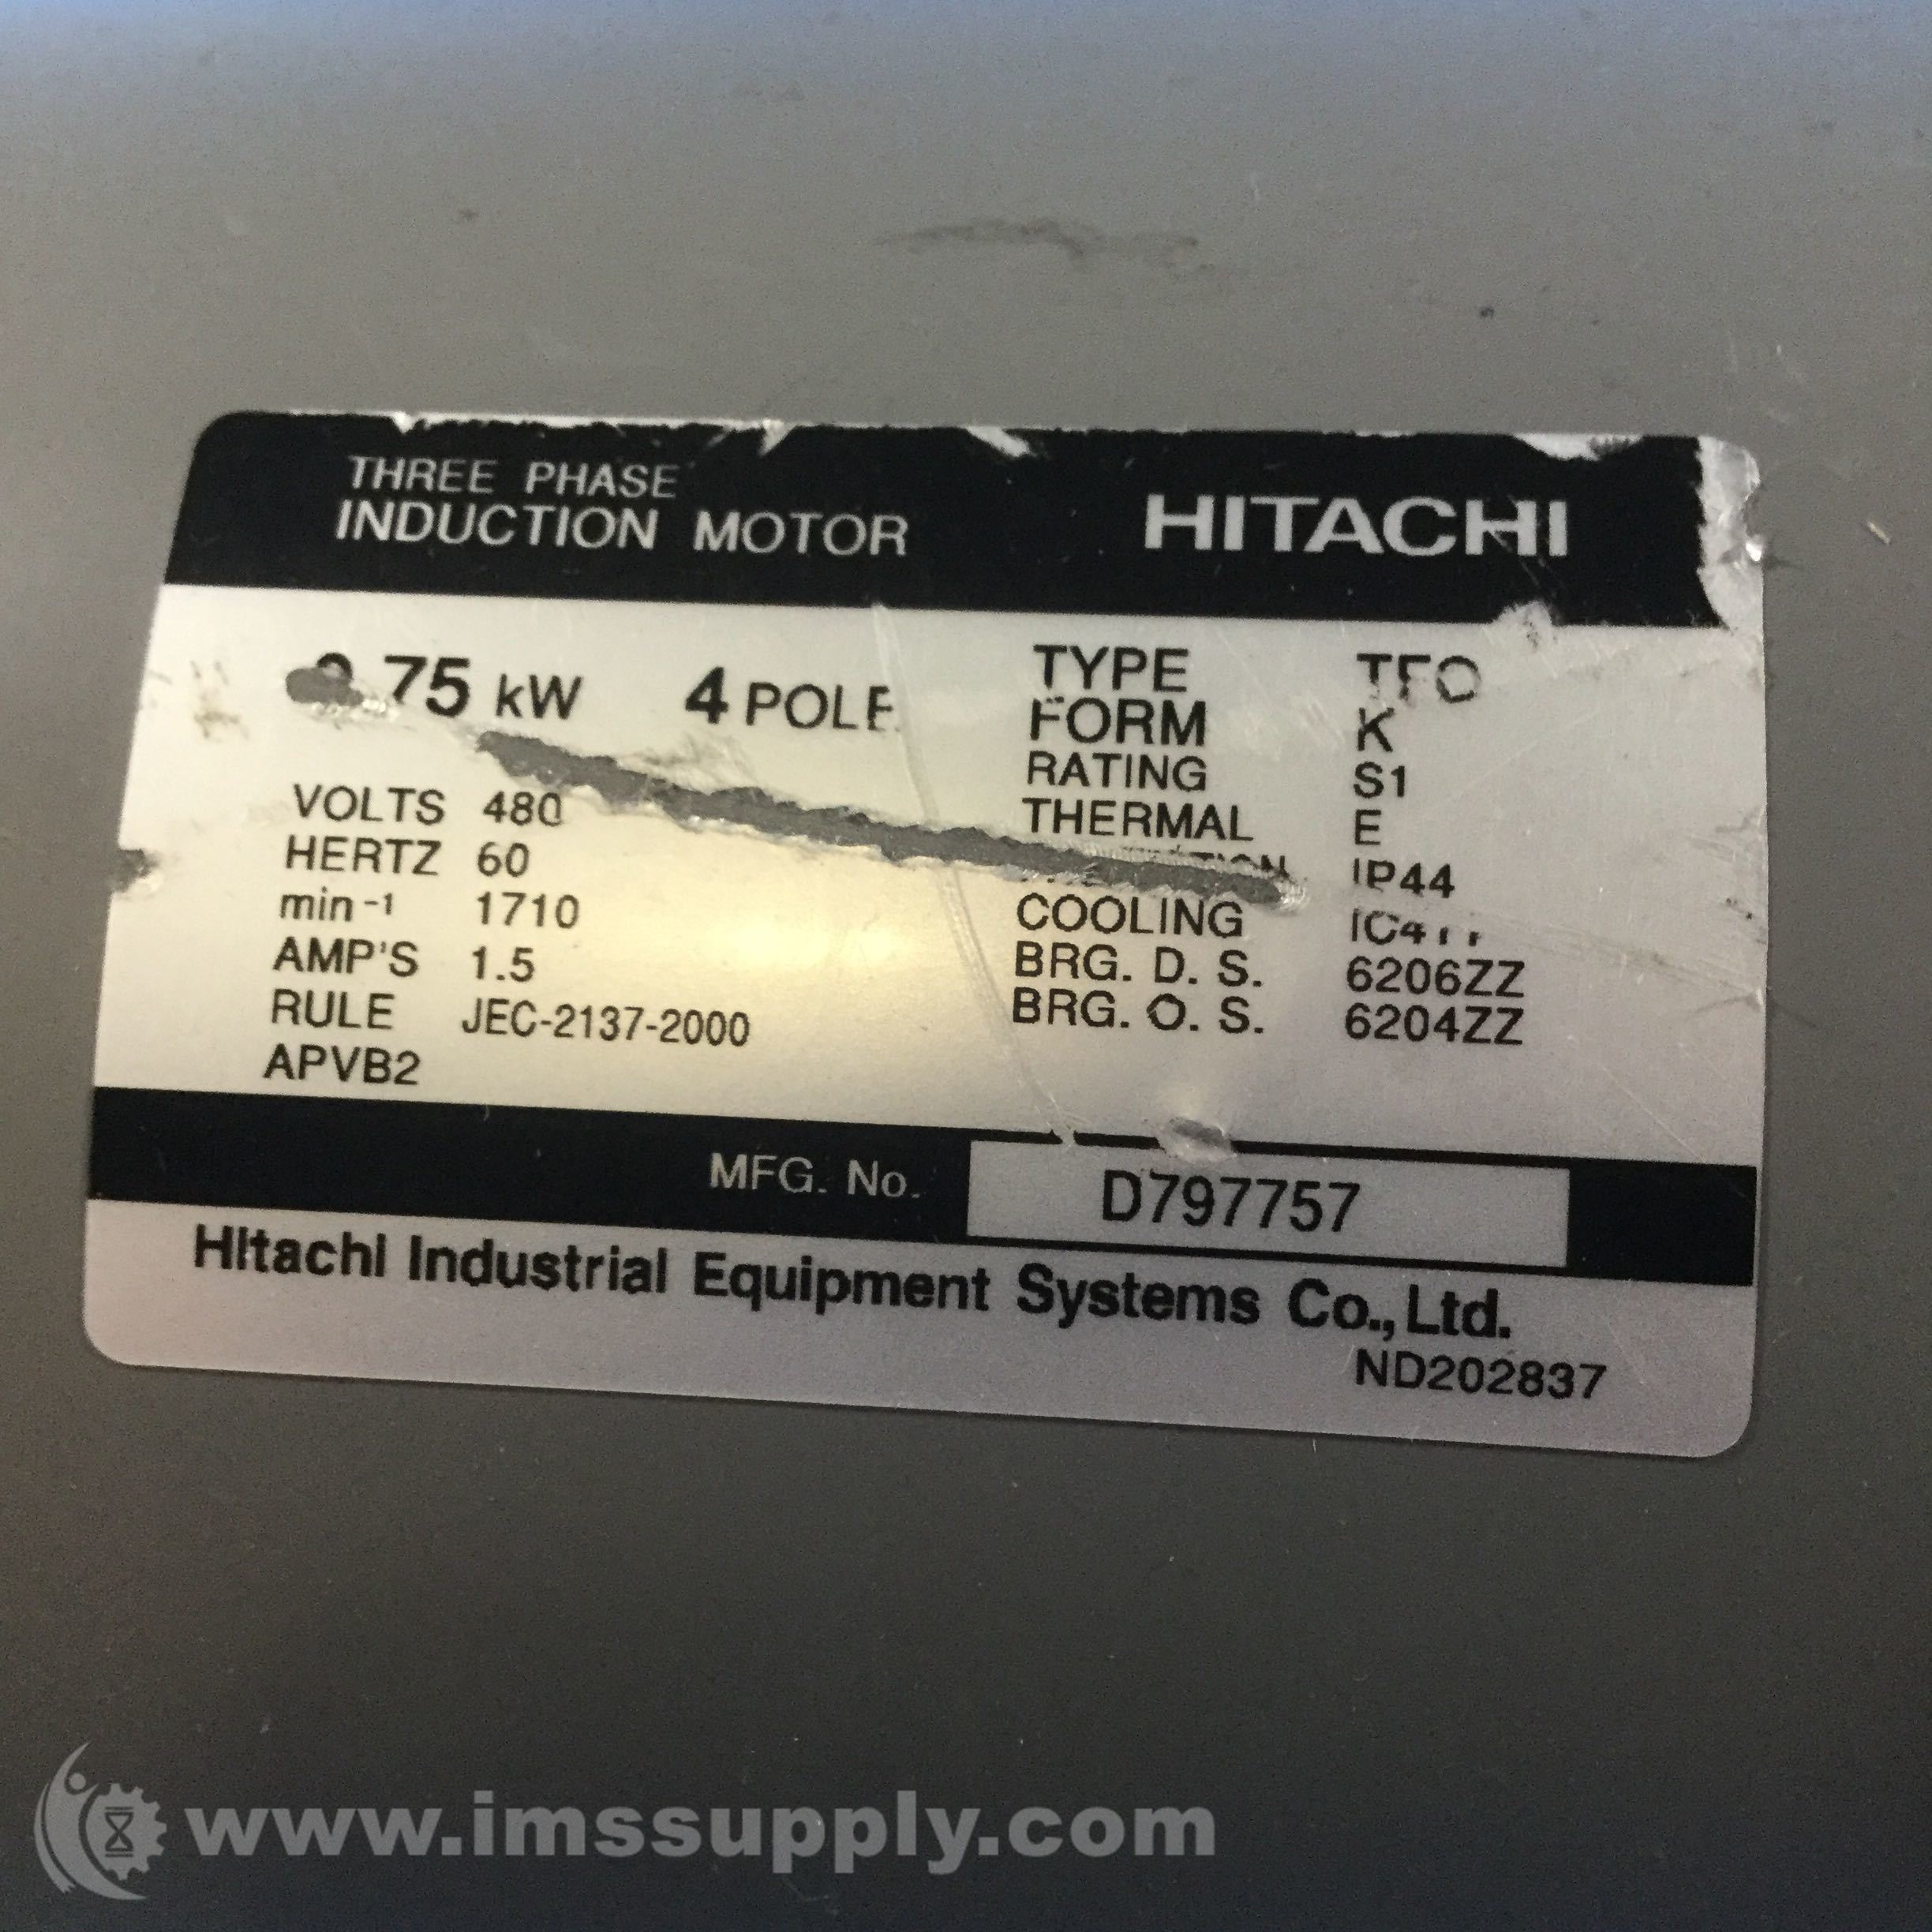 THREE PHASE
INDUCTION MOTOR
HITACHI
75 kW 4 POLE
VOLTS 480
HERTZ 60
min-1 1710
AMP'S 1.5
RULE JEC-2137-2000
APVB2
TYPE TFO
FORM K
RATING S1
THERMAL E
IP44
COOLING
BRG. D. S. 6206ZZ
BRG. O. S. 6204ZZ
MFG. No. D797757
Hitachi Industrial Equipment Systems Co., Ltd.
ND202837
www.imssupply.com